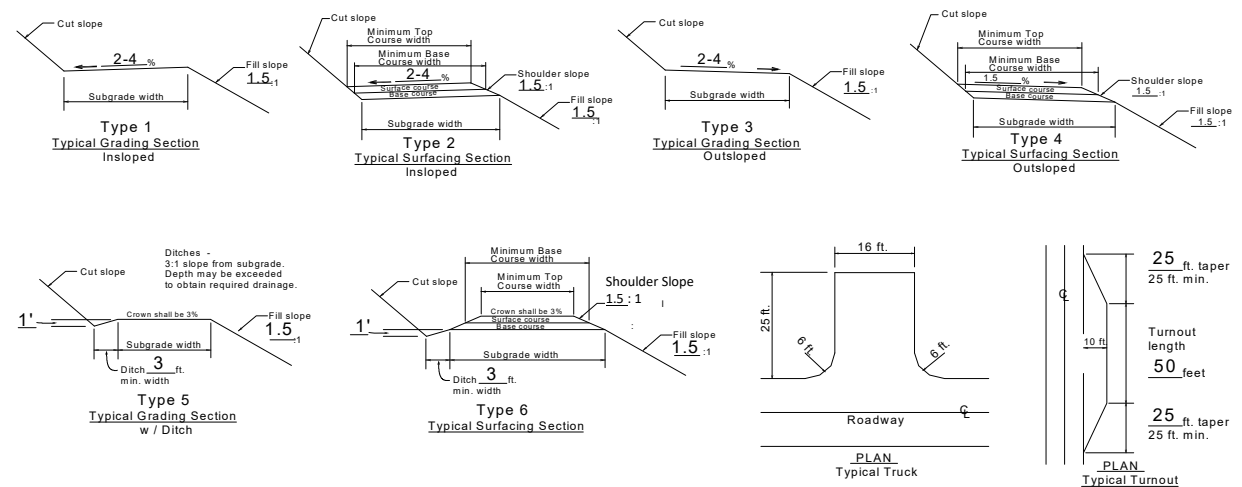 Cut slope
2-4 %
Fill slope
1.5:1
Subgrade width
Type 1
Typical Grading Section
Insloped
Cut slope
Minimum Top
Course width
Minimum Base
Course width
2-4 %
Surface course
Base course
Shoulder slope
1.5:1
Fill slope
1.5:1
Subgrade width
Type 2
Typical Surfacing Section
Insloped
Cut slope
2-4 %
Fill slope
1.5:1
Subgrade width
Type 3
Typical Grading Section
Outsloped
Cut slope
Minimum Top
Course width
Minimum Base
Course width
1.5 %
Surface course
Base course
Shoulder slope
1.5 :1
Fill slope
1.5 :1
Subgrade width
Type 4
Typical Surfacing Section
Outsloped
Ditches -
3:1 slope from subgrade.
Depth may be exceeded
to obtain required drainage.
Cut slope
1'
Crown shall be 3%
Fill slope
1.5:1
Subgrade width
Ditch 3 ft.
min. width
Type 5
Typical Grading Section
w / Ditch
Cut slope
Minimum Base
Course width
Minimum Top
Course width
Shoulder Slope
1.5 : 1
:
1'
Crown shall be 3%
Surface course
Base course
Fill slope
1.5 :1
Subgrade width
Ditch 3 ft.
min. width
Type 6
Typical Surfacing Section
16 ft.
25 ft.
6 ft.
6 ft.
CL
Roadway
PLAN
Typical Truck
CL
25 ft. taper
25 ft. min
10 ft.
Turnout
length
50 feet
25 ft. taper
25 ft. min.
PLAN
Typical Turnout